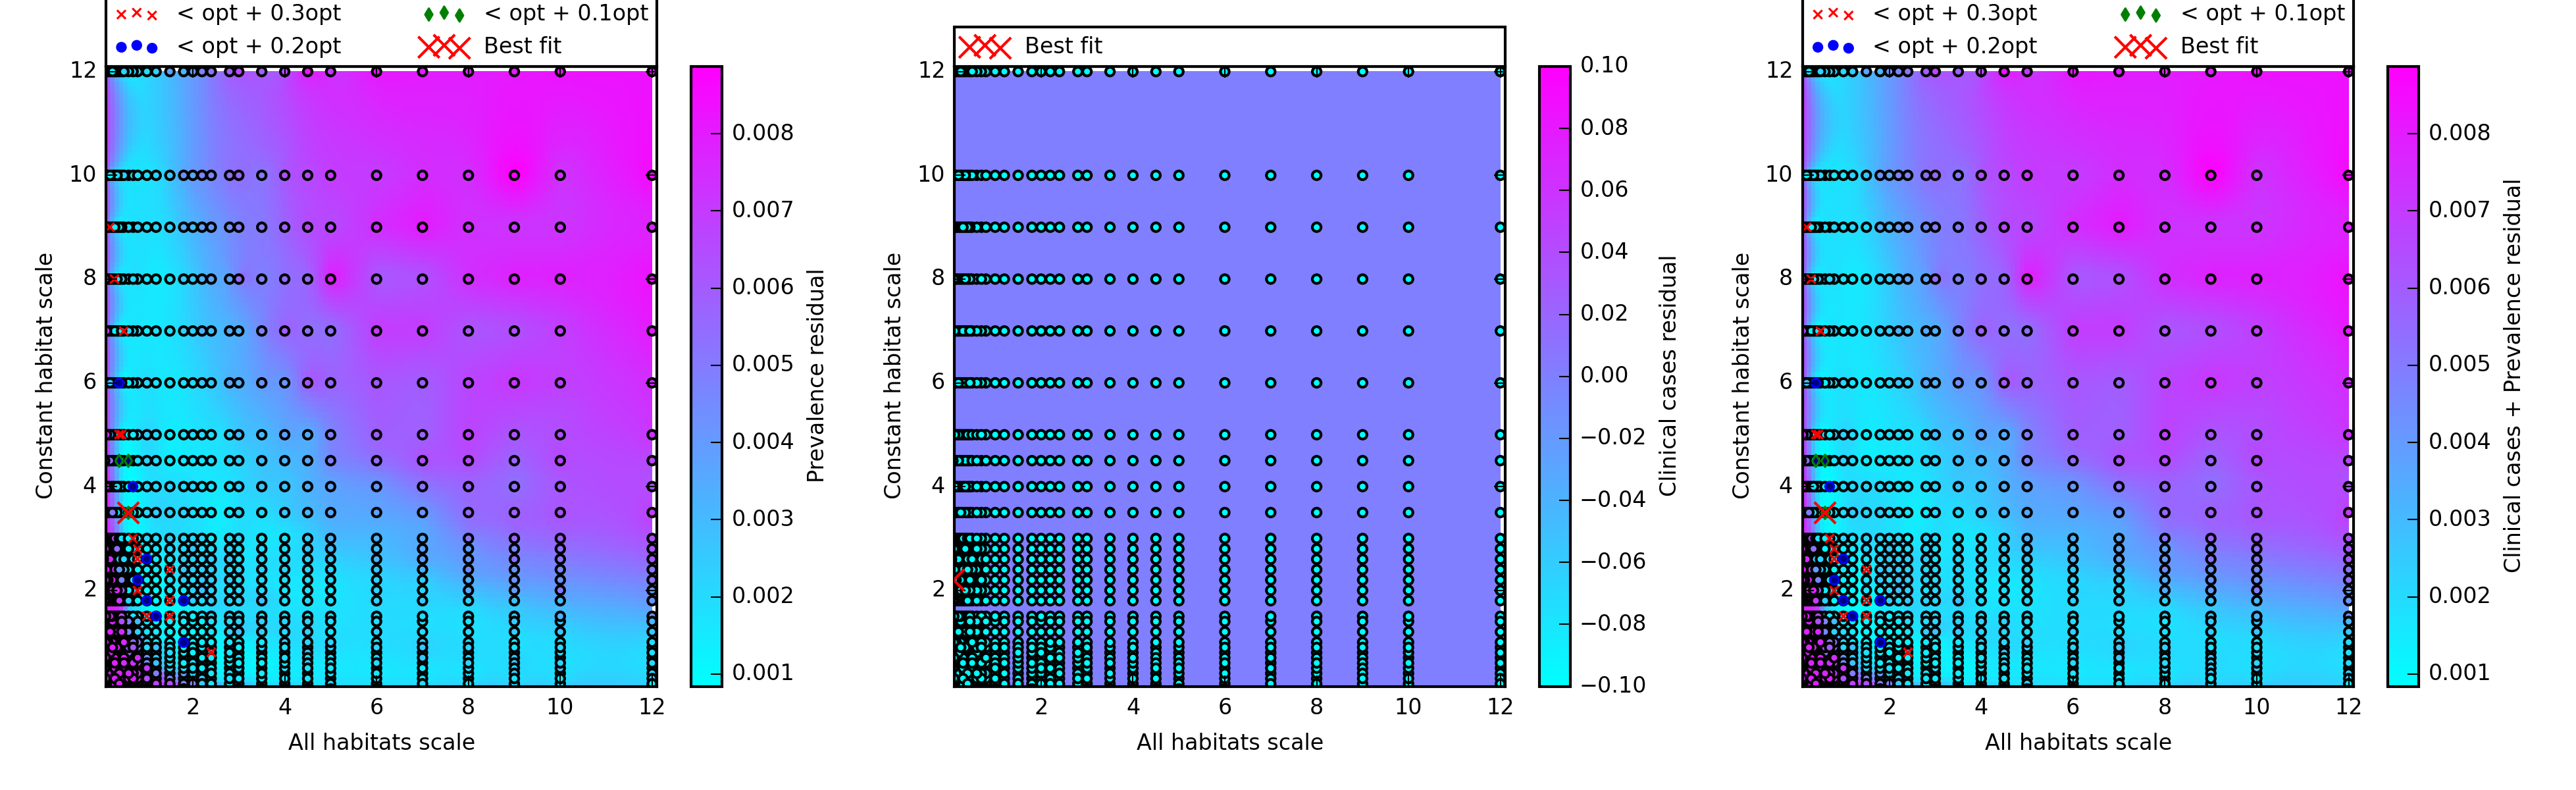 < opt + 0.3opt
< opt + 0.1opt
< opt + 0.2opt
Best fit
12
10
8
6
4
2
Constant habitat scale
2 4 6 8 10 12
All habitats scale
0.008
0.007
0.006
0.005
0.004
0.003
0.002
0.001
Prevalence residual
Best fit
12
10
8
6
4
2
Constant habitat scale
2 4 6 8 10 12
All habitats scale
0.10
0.08
0.06
0.04
0.02
0.00
−0.02
−0.04
−0.06
−0.08
−0.10
Clinical cases residual
< opt + 0.3opt
< opt + 0.1opt
< opt + 0.2opt
Best fit
12
10
8
6
4
2
Constant habitat scale
2 4 6 8 10 12
All habitats scale
0.008
0.007
0.006
0.005
0.004
0.003
0.002
0.001
Clinical cases + Prevalence residual